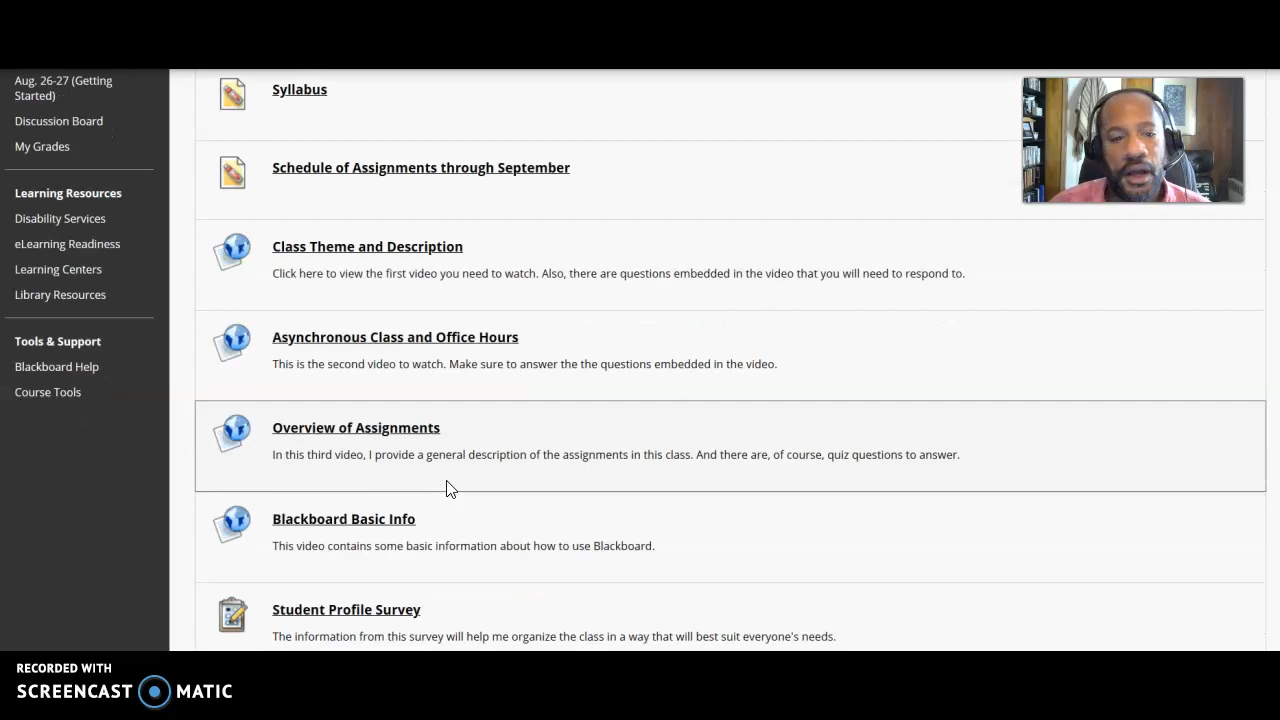 Aug. 26-27 (Getting
Started)
Discussion Board
My Grades
Learning Resources
Disability Services
eLearning Readiness
Learning Centers
Library Resources
Tools & Support
Blackboard Help
Course Tools
Syllabus
Schedule of Assignments through September
Class Theme and Description
Click here to view the first video you need to watch. Also, there are questions embedded in the video that you will need to respond to.
Asynchronous Class and Office Hours
This is the second video to watch. Make sure to answer the the questions embedded in the video.
Overview of Assignments
In this third video, I provide a general description of the assignments in this class. And there are, of course, quiz questions to answer.
Blackboard Basic Info
This video contains some basic information about how to use Blackboard.
Student Profile Survey
The information from this survey will help me organize the class in a way that will best suit everyone's needs.
RECORDED WITH
SCREENCAST MATIC